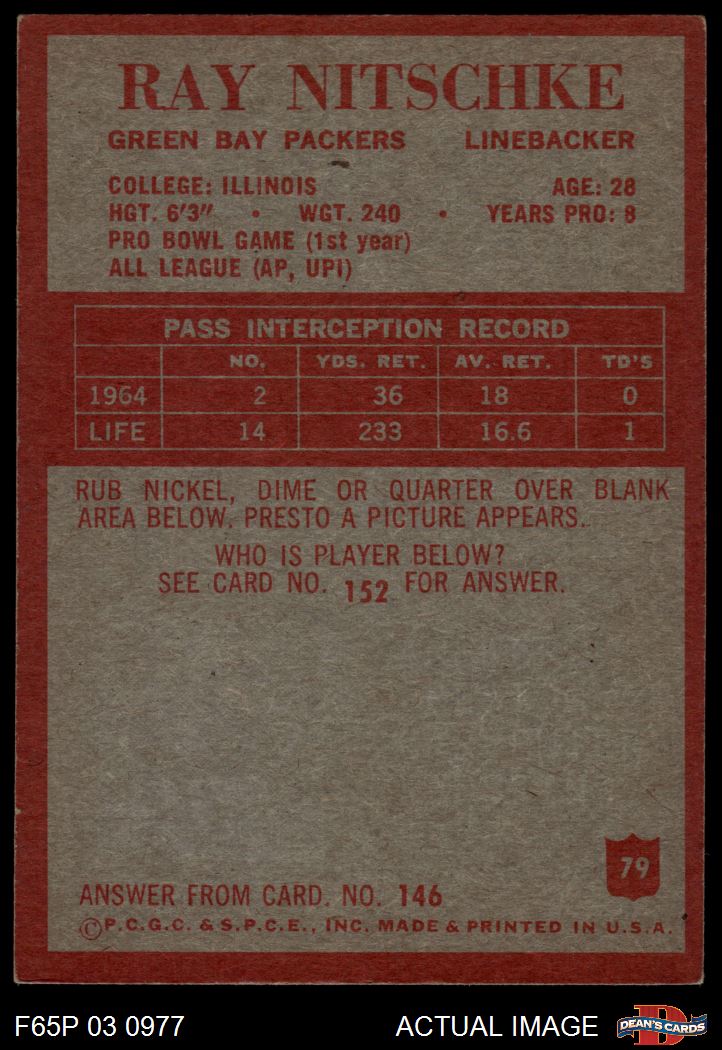 RAY NITSCHKE
GREEN BAY PACKERS LINEBACKER
COLLEGE: ILLINOIS AGE: 28
HGT. 6'3" • WGT. 240 • YEARS PRO: 8
PRO BOWL GAME (1st year)
ALL LEAGUE (AP, UPI)
PASS INTERCEPTION RECORD
NO. YDS. RET. AV. RET. TD'S
1964 2 36 18 0
LIFE 14 233 16.6 1
RUB NICKEL, DIME OR QUARTER OVER BLANK
AREA BELOW. PRESTO A PICTURE APPEARS.
WHO IS PLAYER BELOW?
SEE CARD NO. 152 FOR ANSWER.
79
ANSWER FROM CARD. NO. 146
©P.C.G.C. & S.P.C.E., INC. MADE & PRINTED IN U.S.A.
F65P 03 0977 ACTUAL IMAGE D DEAN'S CARDS